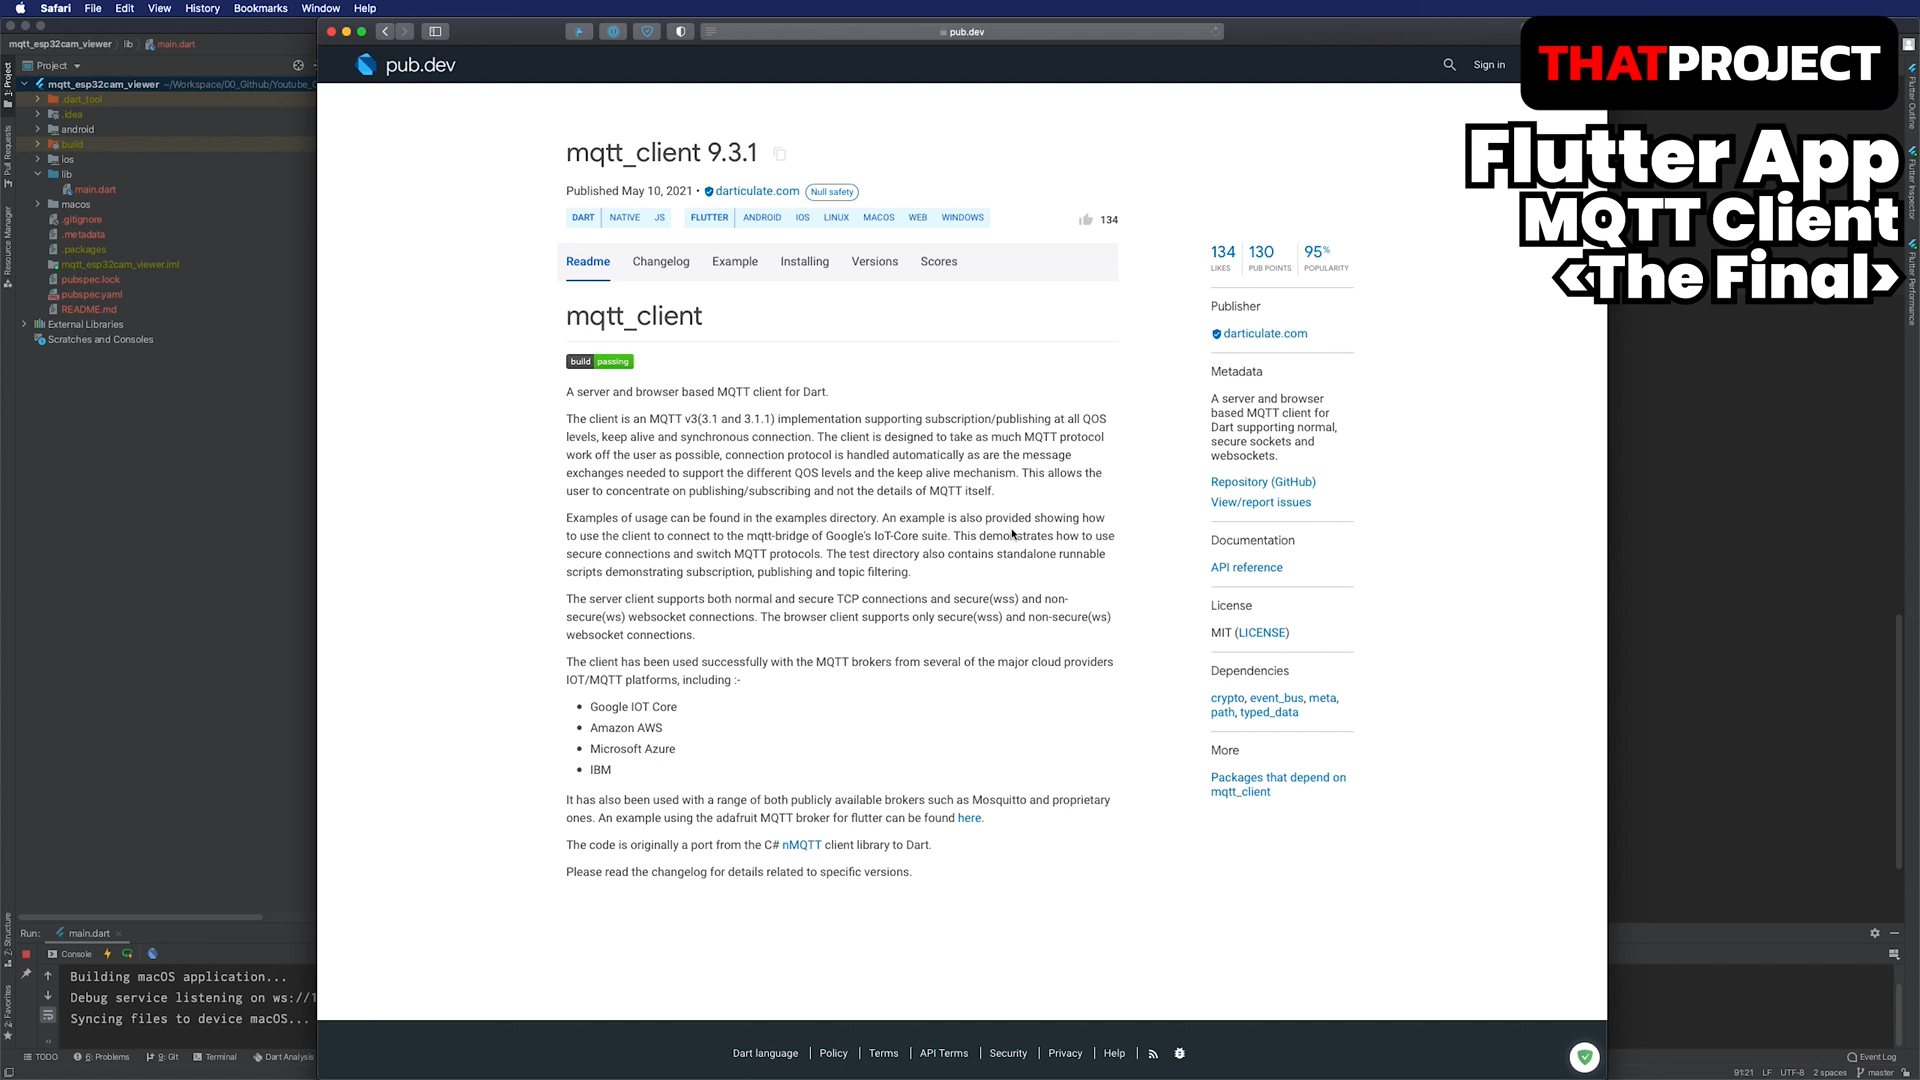 Safari File Edit View History Bookmarks Window Help
mqtt_esp32cam_viewer lib main.dart
pub.dev
THATPROJECT
Flutter App
MQTT Client
<The Final>
1: Project
Pull Requests
Resource Manager
7: Structure
2: Favorites
Project
mqtt_esp32cam_viewer ~/Workspace/00_Github/Youtube_
.dart_tool
.idea
android
build
ios
lib
main.dart
macos
.gitignore
.metadata
.packages
mqtt_esp32cam_viewer.iml
pubspec.lock
pubspec.yaml
README.md
External Libraries
Scratches and Consoles
pub.dev
Sign in
mqtt_client 9.3.1
Published May 10, 2021 • darticulate.com Null safety
DART NATIVE JS FLUTTER ANDROID IOS LINUX MACOS WEB WINDOWS
134
Readme Changelog Example Installing Versions Scores
mqtt_client
build passing
A server and browser based MQTT client for Dart.
The client is an MQTT v3(3.1 and 3.1.1) implementation supporting subscription/publishing at all QOS
levels, keep alive and synchronous connection. The client is designed to take as much MQTT protocol
work off the user as possible, connection protocol is handled automatically as are the message
exchanges needed to support the different QOS levels and the keep alive mechanism. This allows the
user to concentrate on publishing/subscribing and not the details of MQTT itself.
Examples of usage can be found in the examples directory. An example is also provided showing how
to use the client to connect to the mqtt-bridge of Google's IoT-Core suite. This demonstrates how to use
secure connections and switch MQTT protocols. The test directory also contains standalone runnable
scripts demonstrating subscription, publishing and topic filtering.
The server client supports both normal and secure TCP connections and secure(wss) and non-
secure(ws) websocket connections. The browser client supports only secure(wss) and non-secure(ws)
websocket connections.
The client has been used successfully with the MQTT brokers from several of the major cloud providers
IOT/MQTT platforms, including :-
• Google IOT Core
• Amazon AWS
• Microsoft Azure
• IBM
It has also been used with a range of both publicly available brokers such as Mosquitto and proprietary
ones. An example using the adafruit MQTT broker for flutter can be found here.
The code is originally a port from the C# nMQTT client library to Dart.
Please read the changelog for details related to specific versions.
134 130 95%
LIKES PUB POINTS POPULARITY
Publisher
darticulate.com
Metadata
A server and browser
based MQTT client for
Dart supporting normal,
secure sockets and
websockets.
Repository (GitHub)
View/report issues
Documentation
API reference
License
MIT (LICENSE)
Dependencies
crypto, event_bus, meta,
path, typed_data
More
Packages that depend on
mqtt_client
Flutter Outline
Flutter Inspector
Flutter Performance
Run: main.dart
Console
Building macOS application...
Debug service listening on ws://
Syncing files to device macOS...
Dart language Policy Terms API Terms Security Privacy Help
TODO 6: Problems 9: Git Terminal Dart Analysis
Event Log
91:21 LF UTF-8 2 spaces master